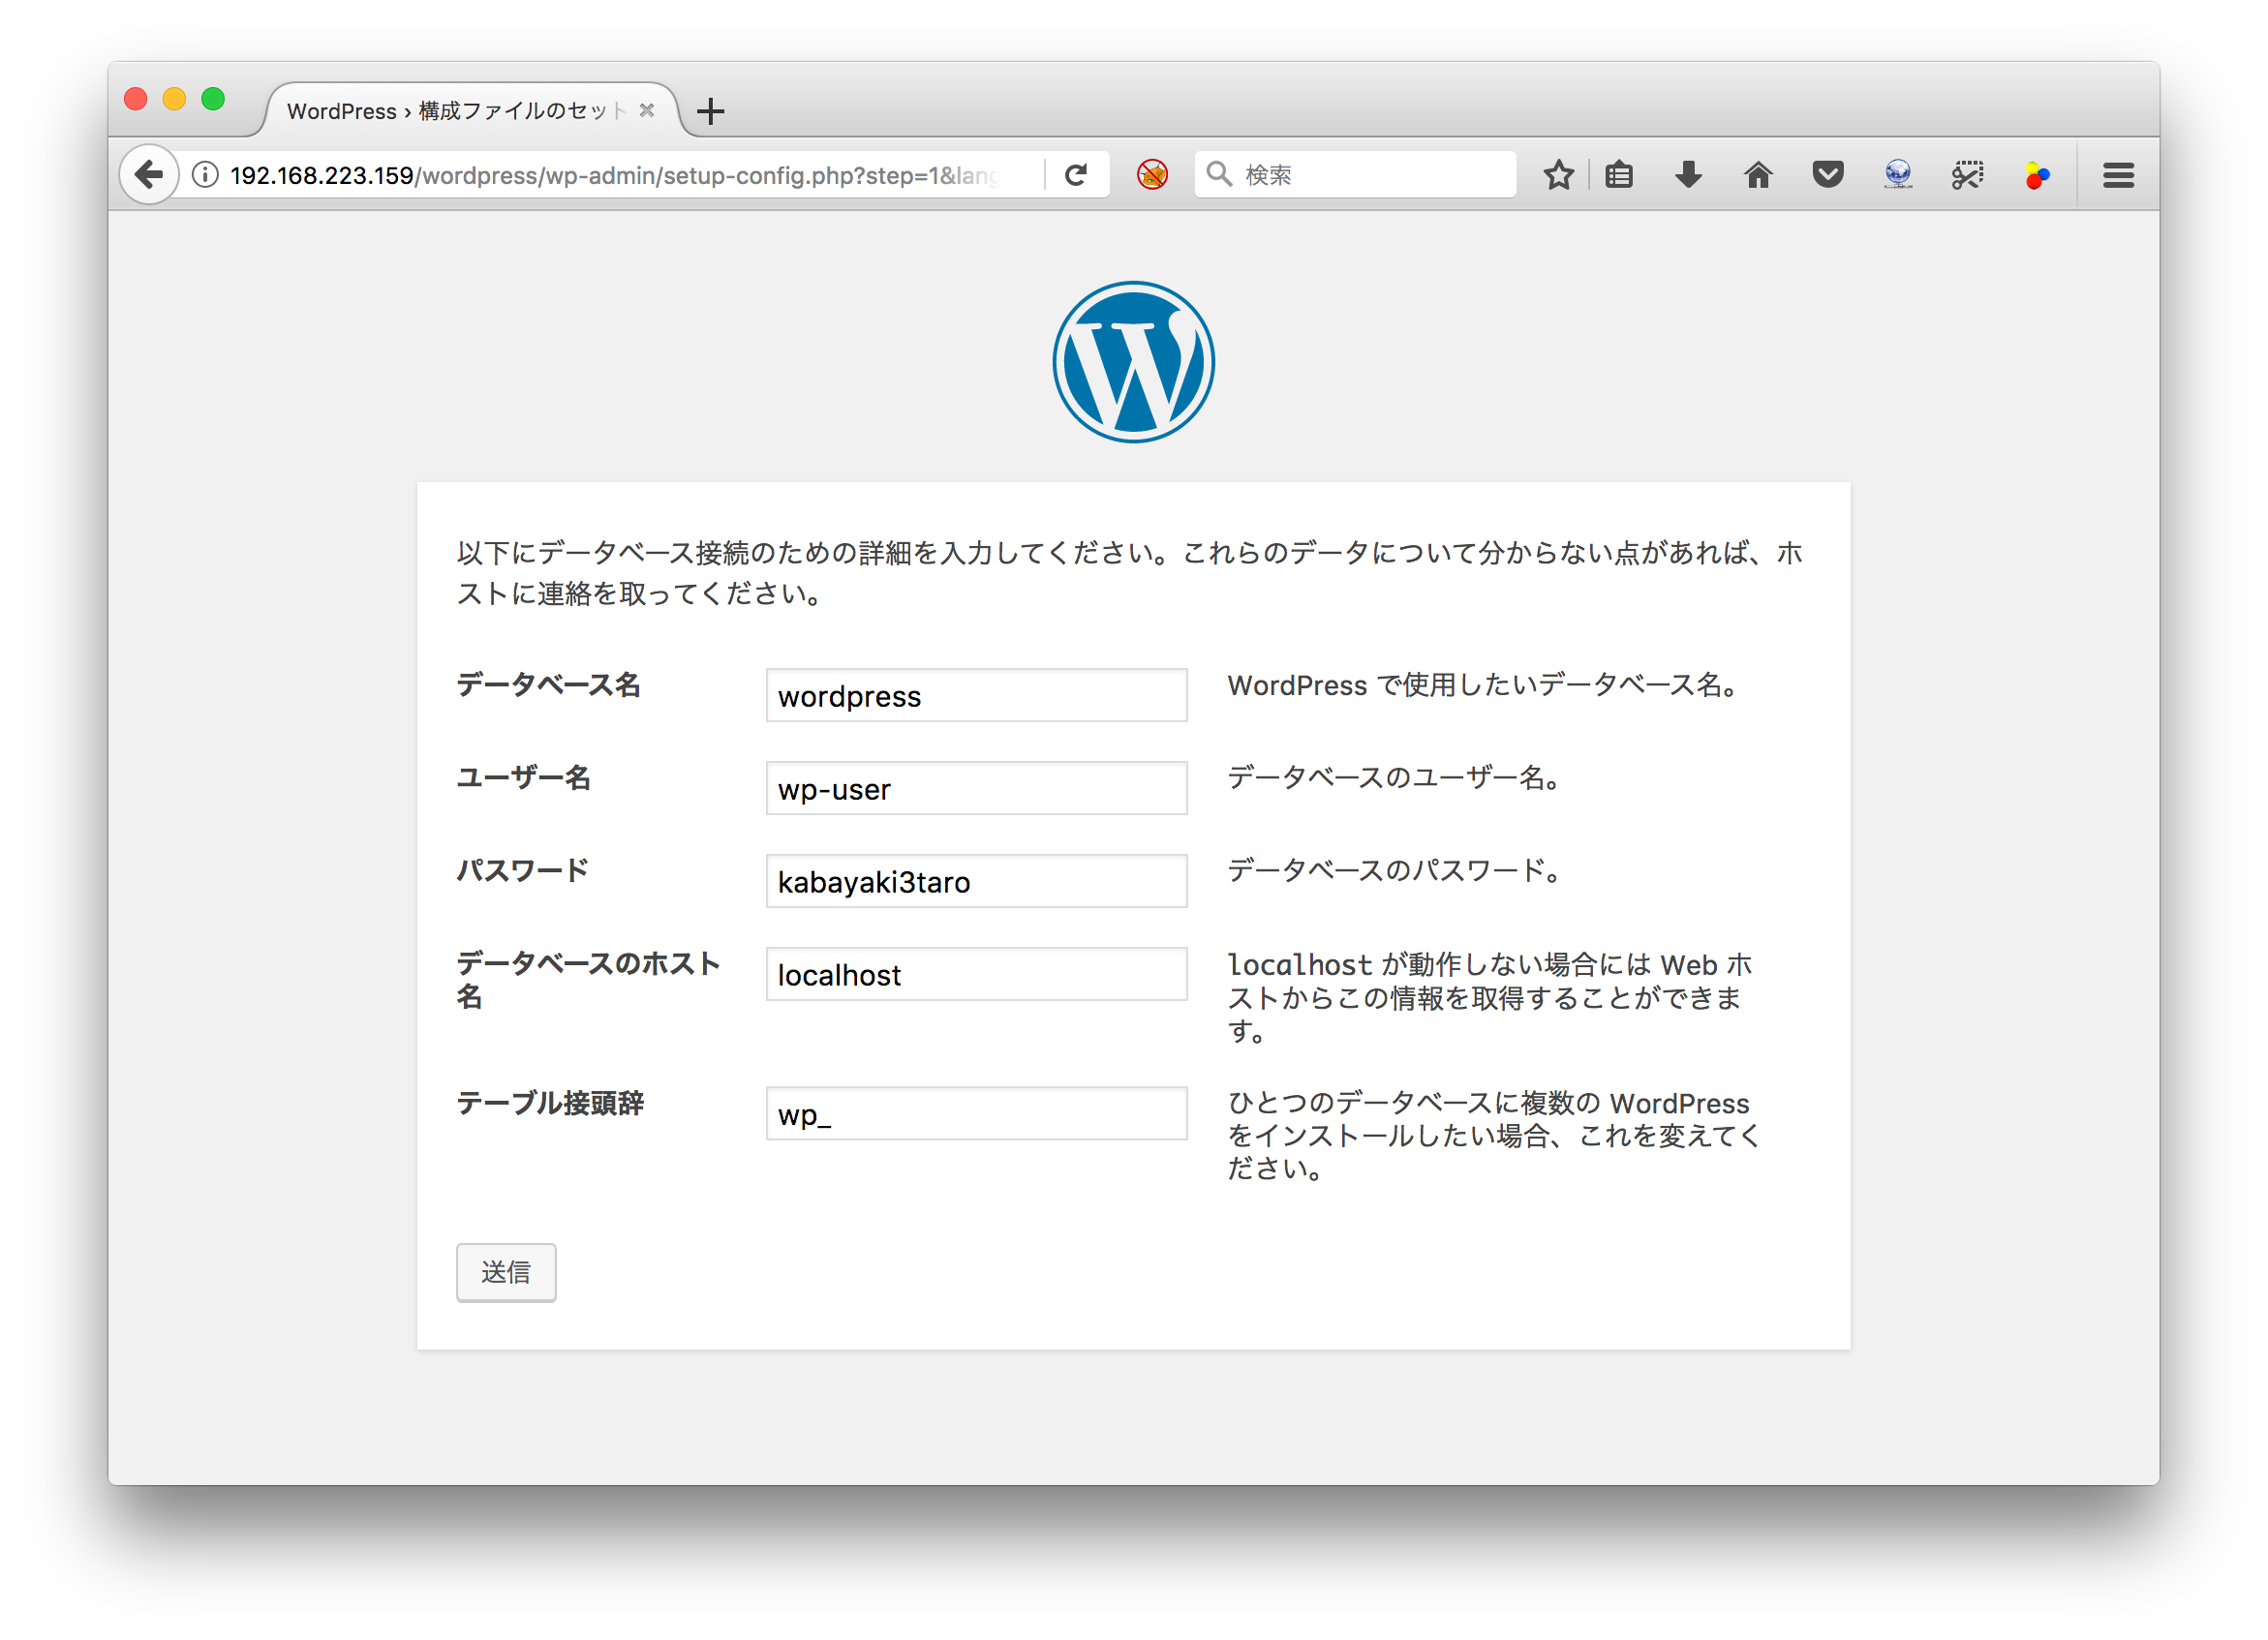 WordPress › 構成ファイルのセット
192.168.223.159/wordpress/wp-admin/setup-config.php?step=1&lang
検索
以下にデータベース接続のための詳細を入力してください。これらのデータについて分からない点があれば、ホ
ストに連絡を取ってください。
データベース名
wordpress
WordPress で使用したいデータベース名。
ユーザー名
wp-user
データベースのユーザー名。
パスワード
kabayaki3taro
データベースのパスワード。
データベースのホスト
名
localhost
localhost が動作しない場合には Web ホ
ストからこの情報を取得することができま
す。
テーブル接頭辞
wp_
ひとつのデータベースに複数の WordPress
をインストールしたい場合、これを変えてく
ださい。
送信